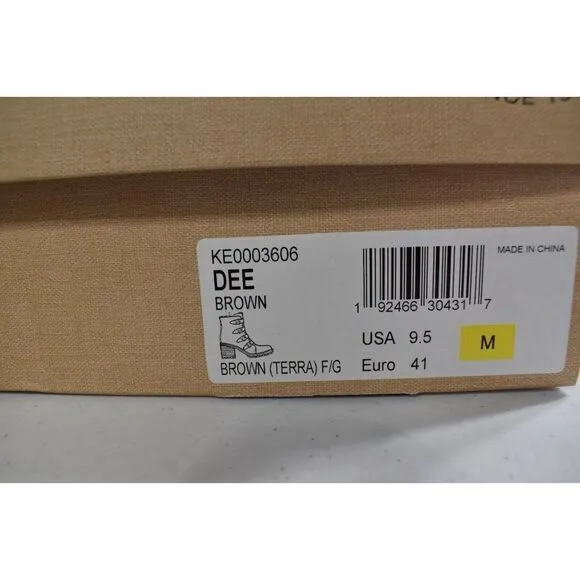 KE0003606
DEE
BROWN
BROWN (TERRA) F/G
1 92466 30431 7
MADE IN CHINA
USA 9.5
M
Euro 41